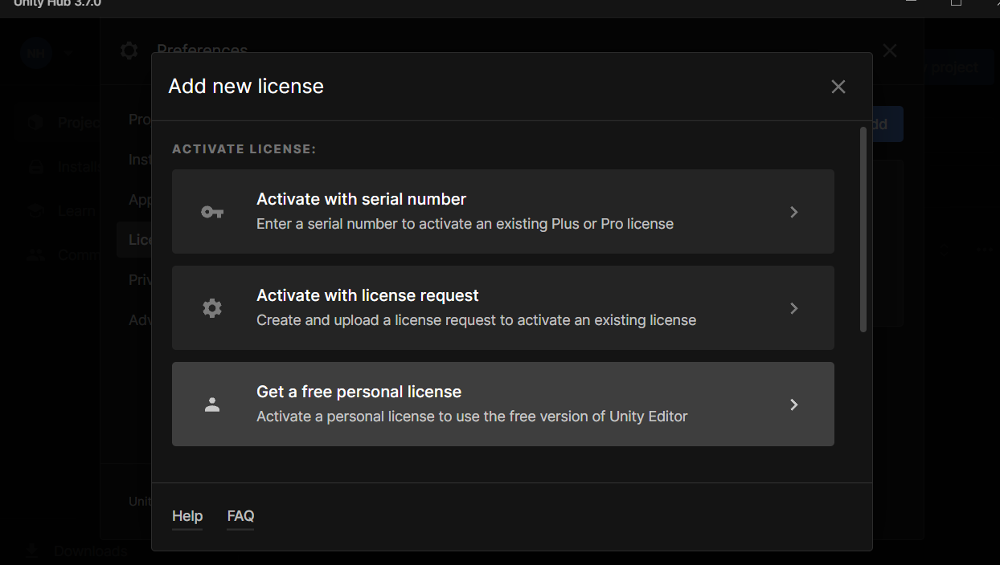 Unity Hub 3.7.0
NH
Preferences
project
Add new license
Projec
Pro
dd
ACTIVATE LICENSE:
Install
Inst
Activate with serial number
Enter a serial number to activate an existing Plus or Pro license
App
Learn
Lice
Comm
Priv
Activate with license request
Create and upload a license request to activate an existing license
Adv
Get a free personal license
Activate a personal license to use the free version of Unity Editor
Unit
Help FAQ
Downloads